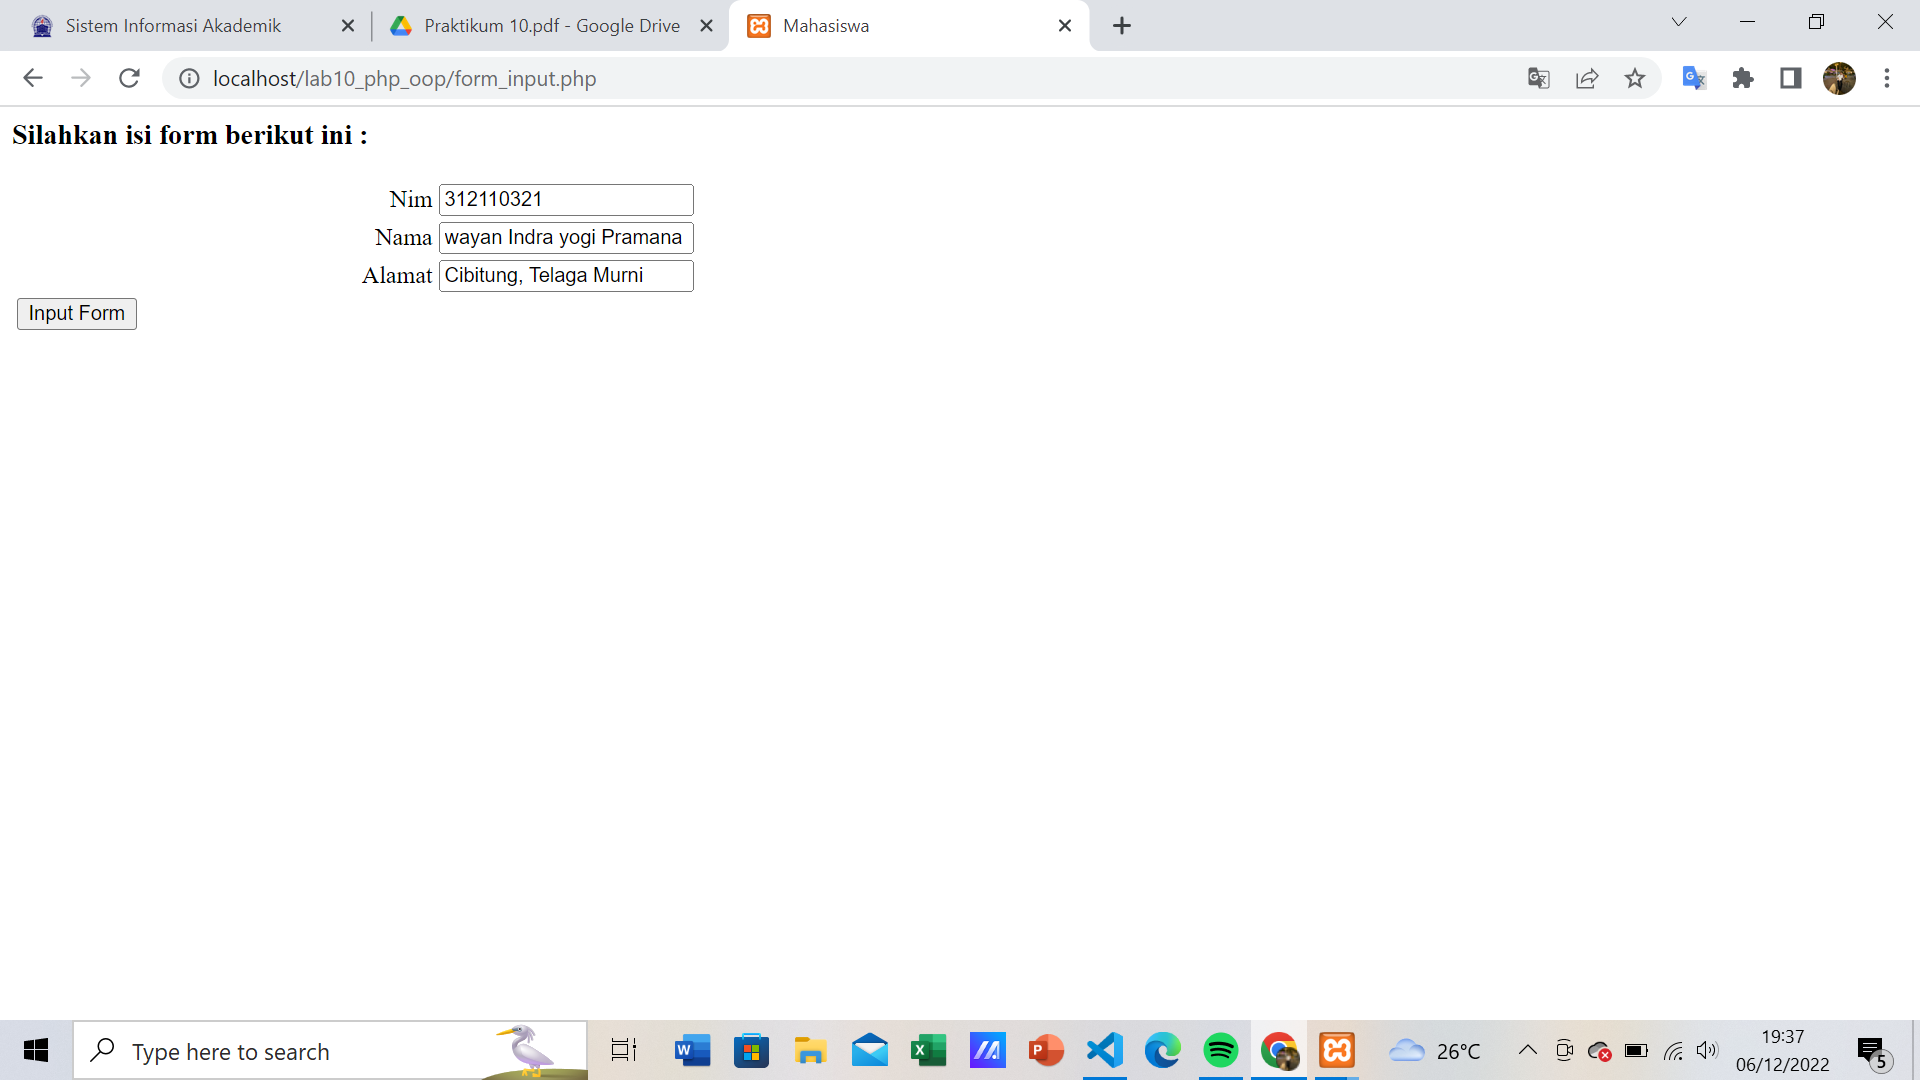 Sistem Informasi Akademik
Praktikum 10.pdf - Google Drive
Mahasiswa
localhost/lab10_php_oop/form_input.php
Silahkan isi form berikut ini :
Nim 312110321
Nama wayan Indra yogi Pramana
Alamat Cibitung, Telaga Murni
Input Form
Type here to search
26°C
19:37
06/12/2022
5